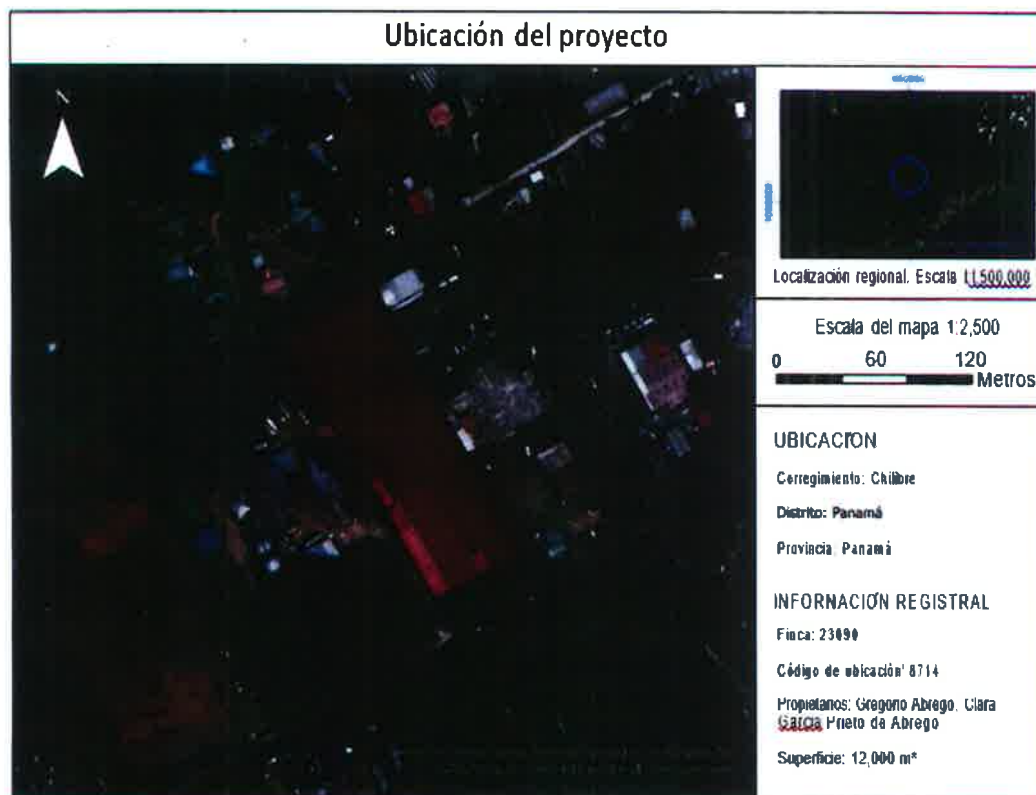 Ubicación del proyecto
N
Localización regional. Escala 1:1,500,000
Escala del mapa 1:2,500
0 60 120
Metros
UBICACION
Corregimiento: Chilibre
Distrito: Panamá
Provincia: Panamá
INFORNACIÓN REGISTRAL
Finca: 23090
Código de ubicación' 8714
Propietarios: Gregorio Abrego, Clara
Garcia Prieto de Abrego
Superficie: 12,000 m²